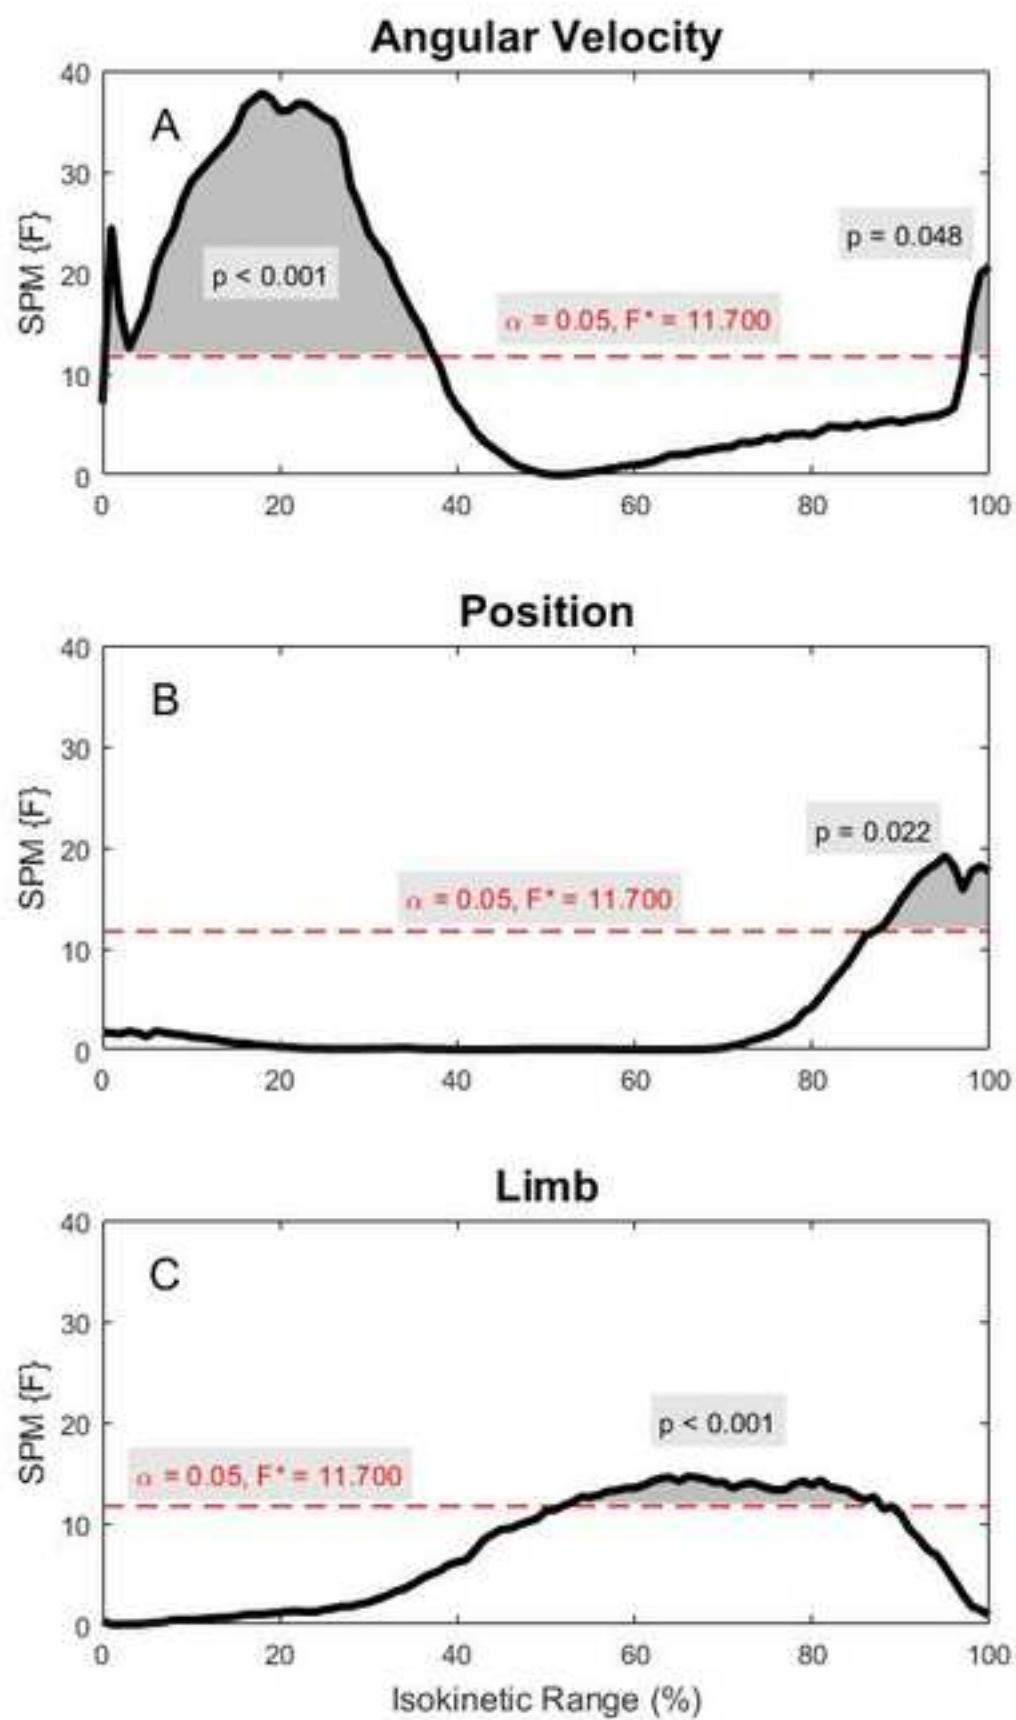 Angular Velocity
40
A
30
p = 0.048
SPM {F}
20
p < 0.001
α = 0.05, F* = 11.700
10
0
0 20 40 60 80 100
Position
40
B
30
SPM {F}
20
p = 0.022
α = 0.05, F* = 11.700
10
0
0 20 40 60 80 100
Limb
40
C
30
SPM {F}
20
p < 0.001
α = 0.05, F* = 11.700
10
0
0 20 40 60 80 100
Isokinetic Range (%)